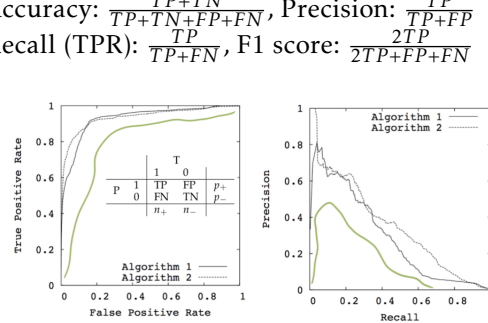 ccuracy: TP+TN/TP+TN+FP+FN, Precision: TP/TP+FP
ecall (TPR): TP/TP+FN, F1 score: 2TP/2TP+FP+FN
1
0.8
0.6
0.4
0.2
0
True Positive Rate
T
1 0
P 1 TP FP p+
0 FN TN p−
n+ n−
Algorithm 1
Algorithm 2
0 0.2 0.4 0.6 0.8 1
False Positive Rate
1
0.8
0.6
0.4
0.2
0
Precision
Algorithm 1
Algorithm 2
0 0.2 0.4 0.6 0.8
Recall